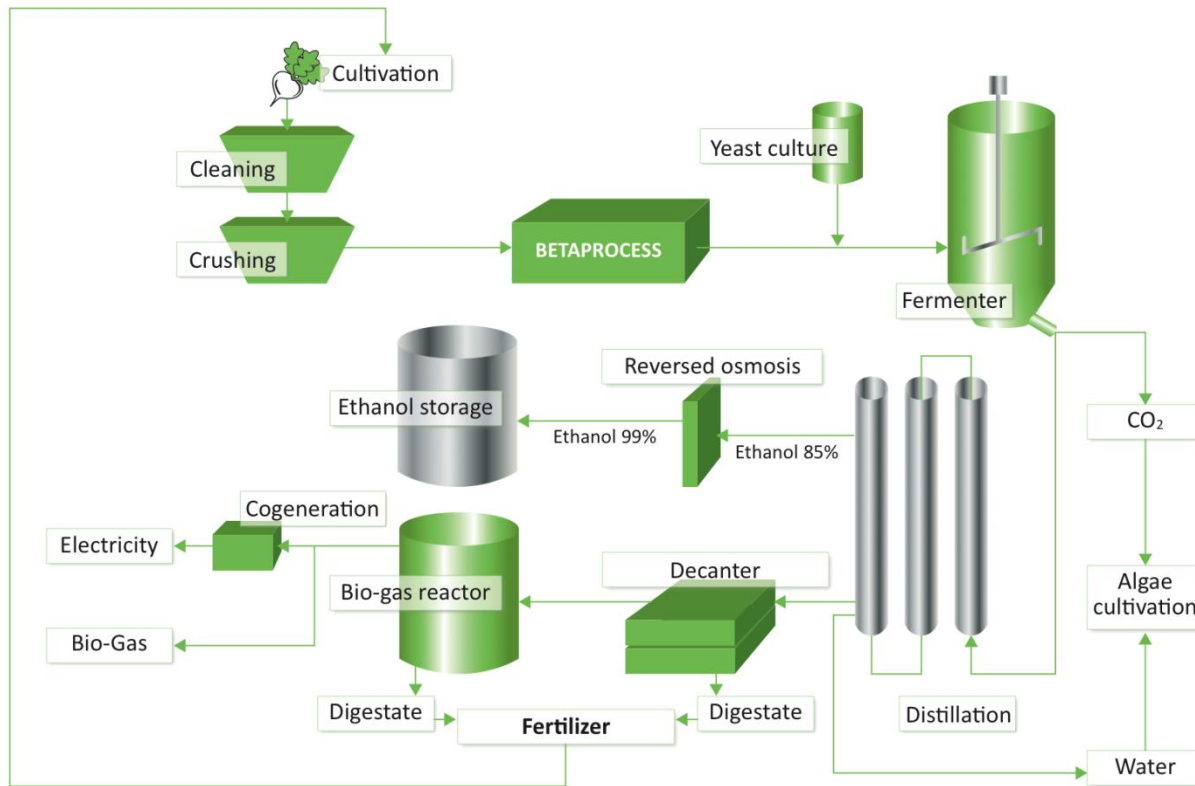 Cultivation
Cleaning
Crushing
BETAPROCESS
Yeast culture
Fermenter
Reversed osmosis
Ethanol storage
Ethanol 99%
Ethanol 85%
CO₂
Cogeneration
Electricity
Bio-gas reactor
Decanter
Algae
cultivation
Bio-Gas
Digestate
Fertilizer
Digestate
Distillation
Water